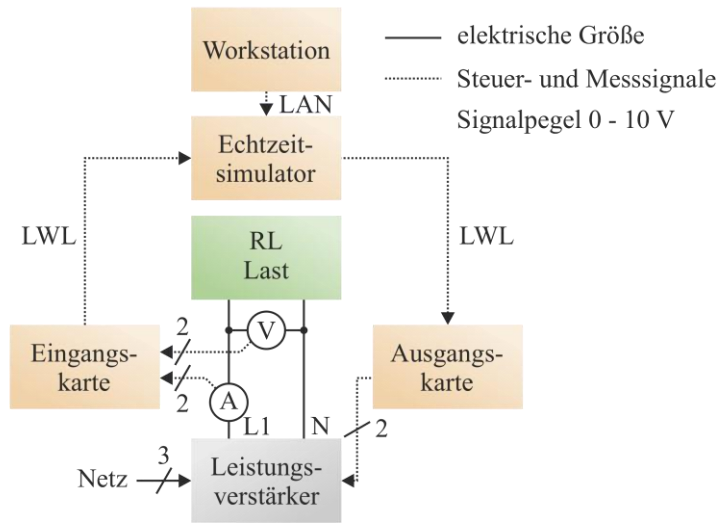 Workstation
elektrische Größe
Steuer- und Messsignale
Signalpegel 0 - 10 V
LAN
Echtzeit-
simulator
LWL
LWL
RL
Last
Eingangs-
karte
2
2
V
A
Ausgangs-
karte
L1
N
2
Netz
3
Leistungs-
verstärker